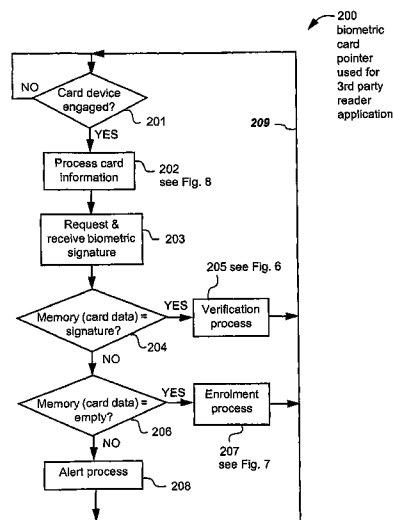 200
biometric
card
pointer
used for
3rd party
reader
application
NO
Card device
engaged?
201
209
YES
Process card
information
202
see Fig. 8
Request &
receive biometric
signature
203
205 see Fig. 6
Memory (card data) =
signature?
YES
Verification
process
204
NO
Memory (card data) =
empty?
YES
Enrolment
process
206
207
see Fig. 7
NO
Alert process
208